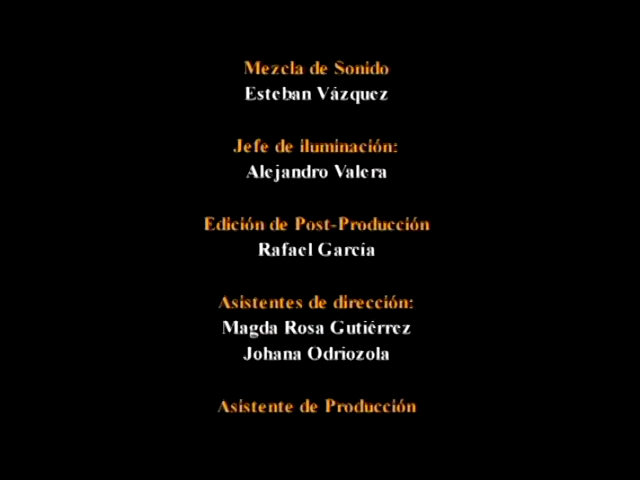 Mezcla de Sonido
Esteban Vázquez
Jefe de iluminación:
Alejandro Valera
Edición de Post-Producción
Rafael García
Asistentes de dirección:
Magda Rosa Gutiérrez
Johana Odriozola
Asistente de Producción